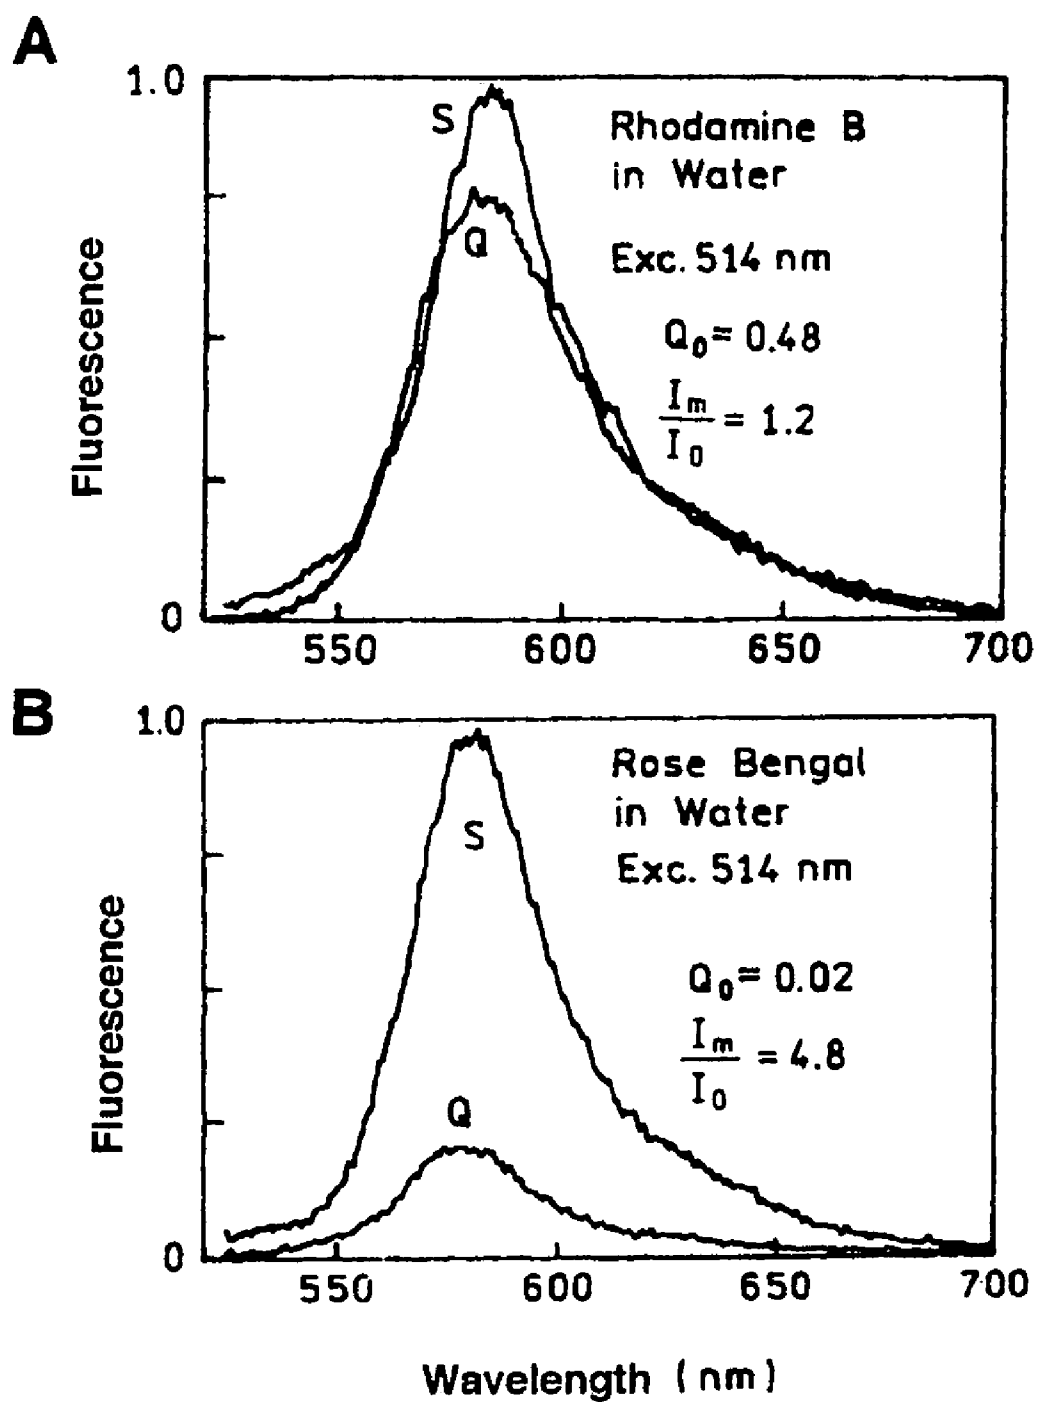 A
1.0
S
Rhodamine B
in Water
Q
Exc. 514 nm
Q₀ = 0.48
Iₘ/I₀ = 1.2
Fluorescence
0
550 600 650 700
B
1.0
Rose Bengal
in Water
S
Exc. 514 nm
Q₀ = 0.02
Iₘ/I₀ = 4.8
Q
Fluorescence
0
550 600 650 700
Wavelength (nm)